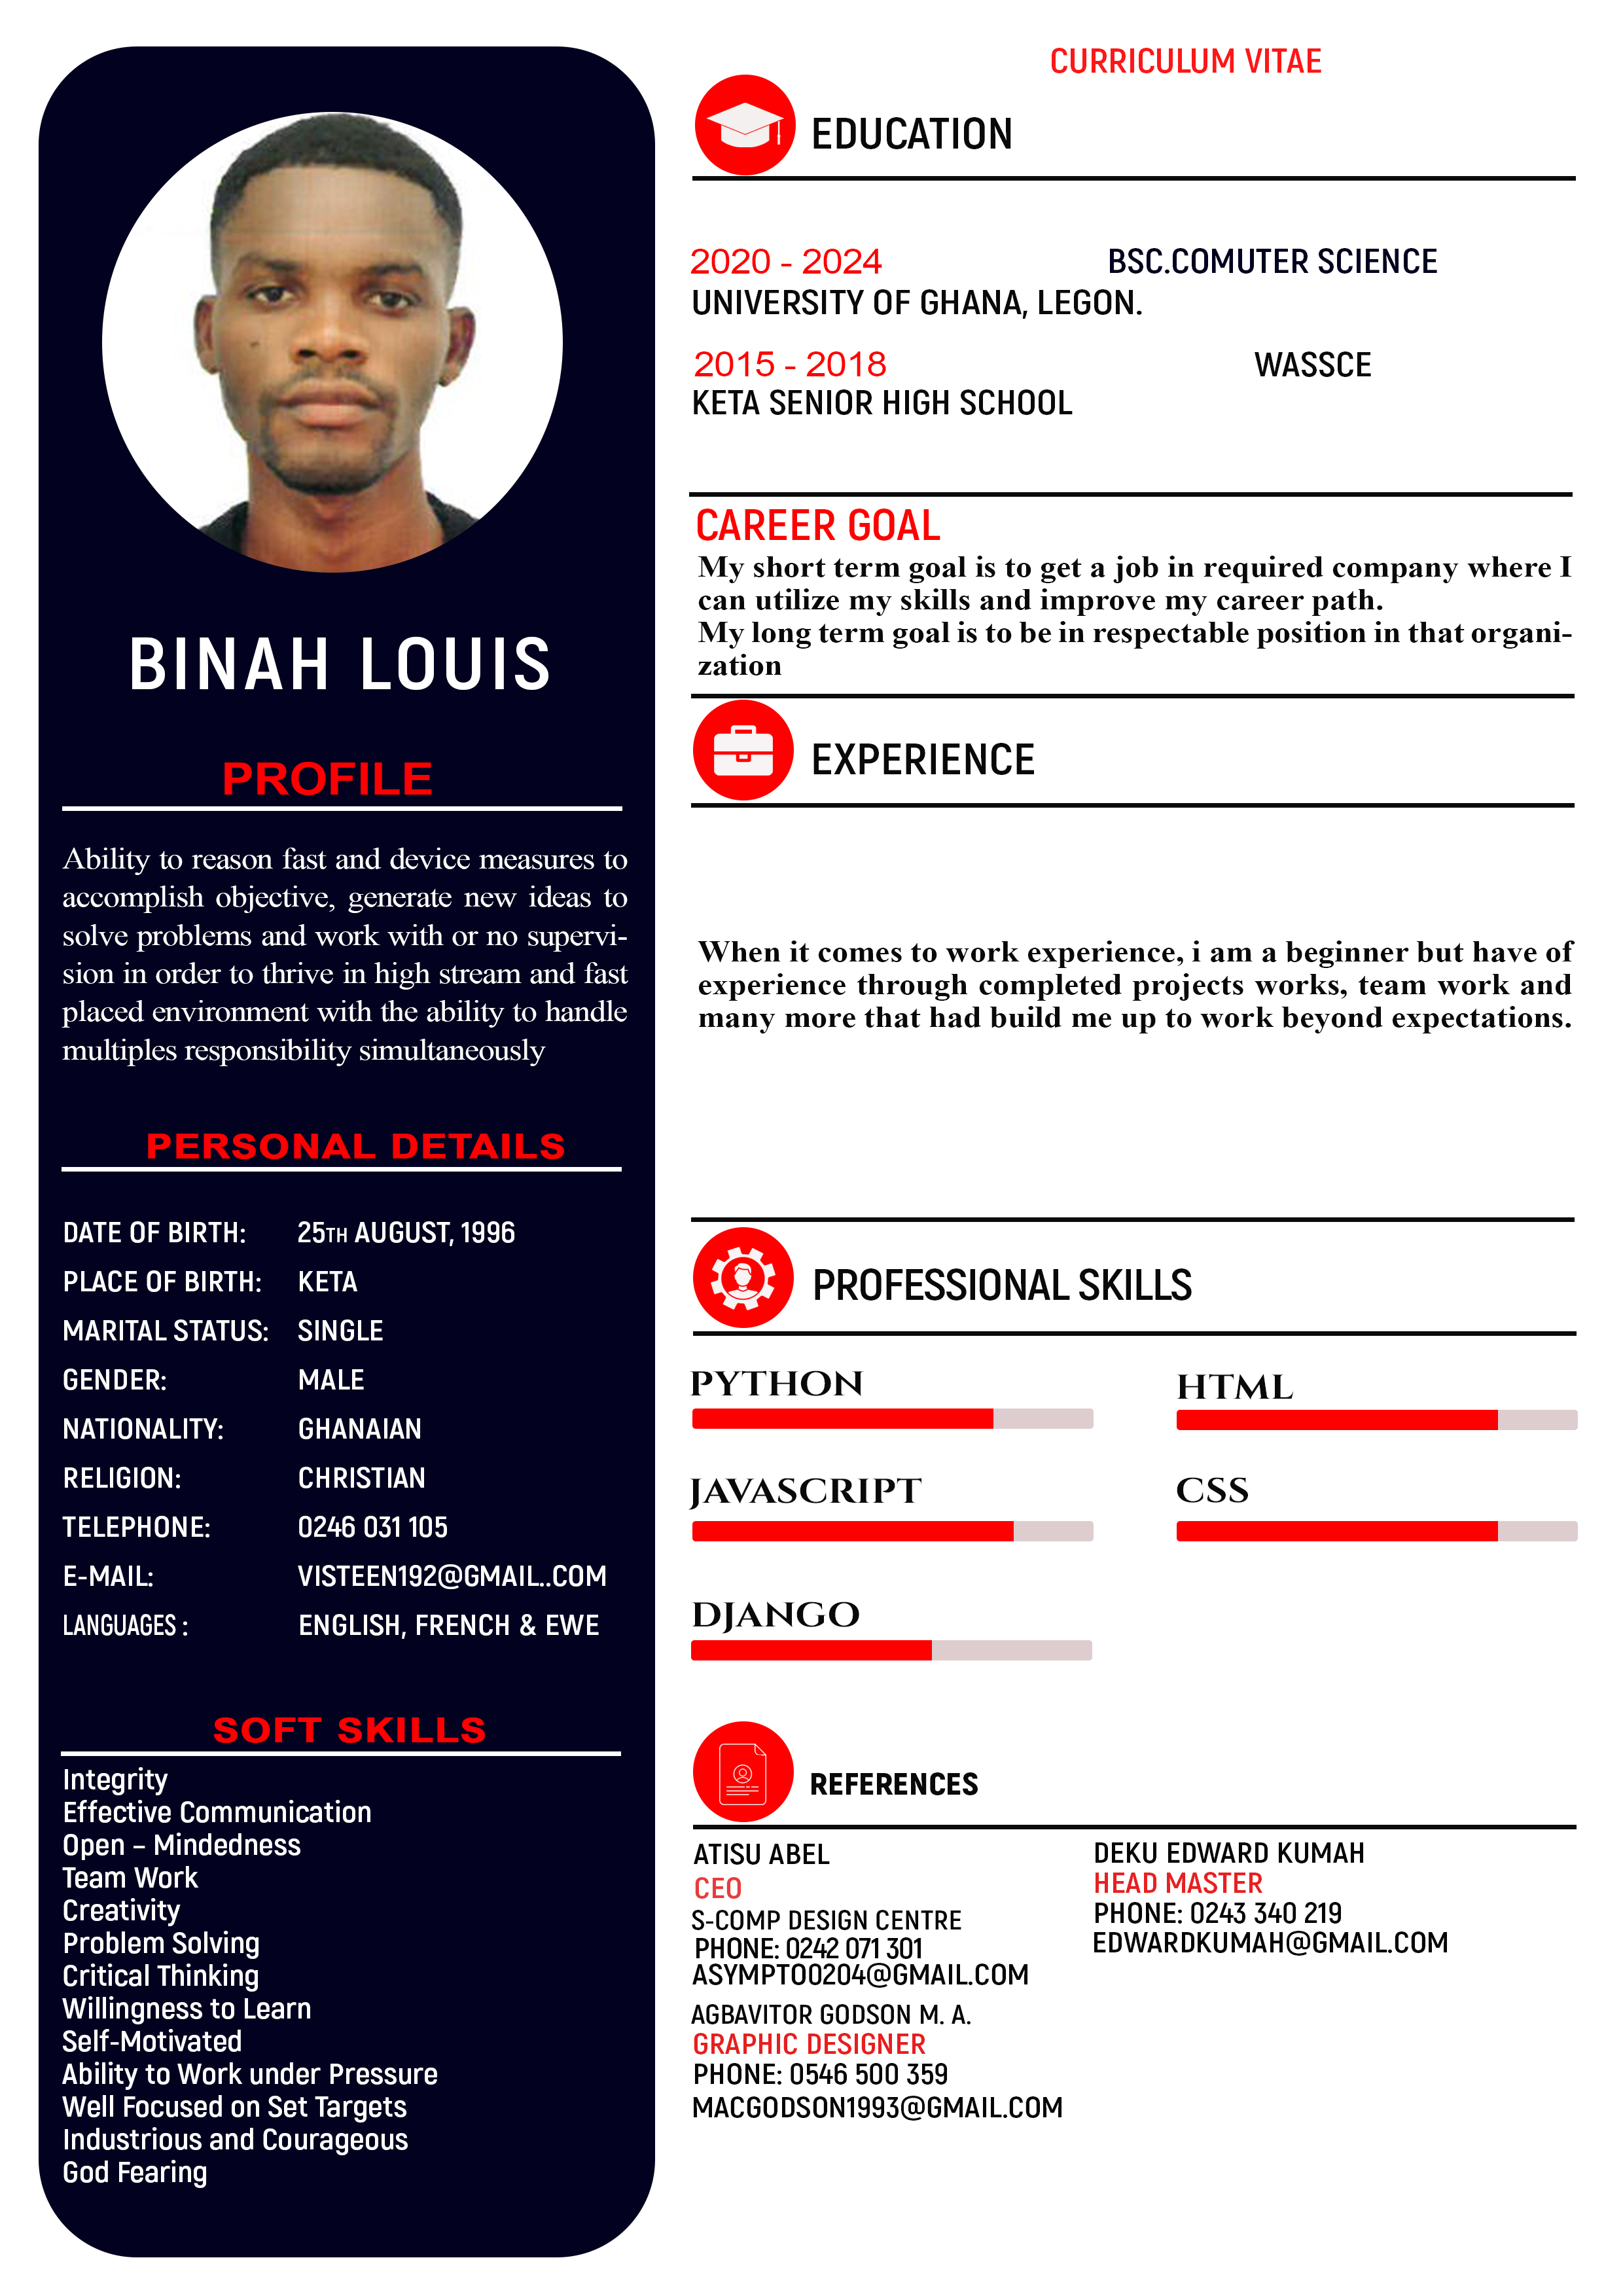 BINAH LOUIS
PROFILE
Ability to reason fast and device measures to
accomplish objective, generate new ideas to
solve problems and work with or no supervi-
sion in order to thrive in high stream and fast
placed environment with the ability to handle
multiples responsibility simultaneously
PERSONAL DETAILS
DATE OF BIRTH: 25TH AUGUST, 1996
PLACE OF BIRTH: KETA
MARITAL STATUS: SINGLE
GENDER: MALE
NATIONALITY: GHANAIAN
RELIGION: CHRISTIAN
TELEPHONE: 0246 031 105
E-MAIL: VISTEEN192@GMAIL..COM
LANGUAGES : ENGLISH, FRENCH & EWE
SOFT SKILLS
Integrity
Effective Communication
Open – Mindedness
Team Work
Creativity
Problem Solving
Critical Thinking
Willingness to Learn
Self-Motivated
Ability to Work under Pressure
Well Focused on Set Targets
Industrious and Courageous
God Fearing
CURRICULUM VITAE
EDUCATION
2020 - 2024 BSC.COMUTER SCIENCE
UNIVERSITY OF GHANA, LEGON.
2015 - 2018 WASSCE
KETA SENIOR HIGH SCHOOL
CAREER GOAL
My short term goal is to get a job in required company where I
can utilize my skills and improve my career path.
My long term goal is to be in respectable position in that organi-
zation
EXPERIENCE
When it comes to work experience, i am a beginner but have of
experience through completed projects works, team work and
many more that had build me up to work beyond expectations.
PROFESSIONAL SKILLS
PYTHON
HTML
JAVASCRIPT
CSS
DJANGO
REFERENCES
ATISU ABEL
CEO
S-COMP DESIGN CENTRE
PHONE: 0242 071 301
ASYMPTO0204@GMAIL.COM
AGBAVITOR GODSON M. A.
GRAPHIC DESIGNER
PHONE: 0546 500 359
MACGODSON1993@GMAIL.COM
DEKU EDWARD KUMAH
HEAD MASTER
PHONE: 0243 340 219
EDWARDKUMAH@GMAIL.COM